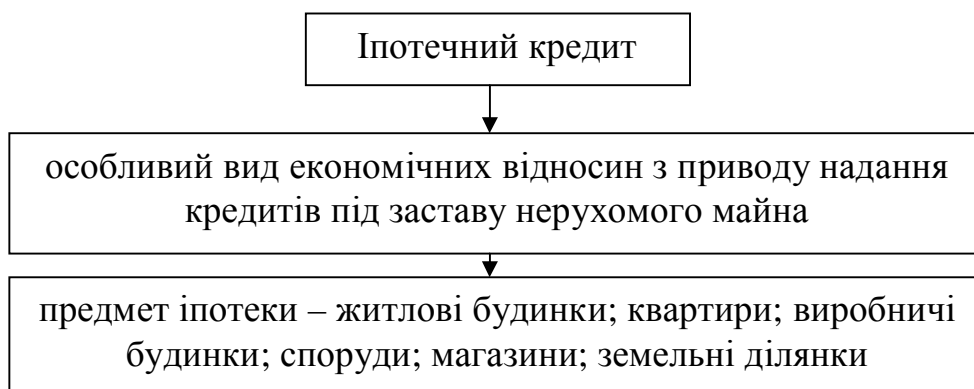 Іпотечний кредит
особливий вид економічних відносин з приводу надання
кредитів під заставу нерухомого майна
предмет іпотеки – житлові будинки; квартири; виробничі
будинки; споруди; магазини; земельні ділянки